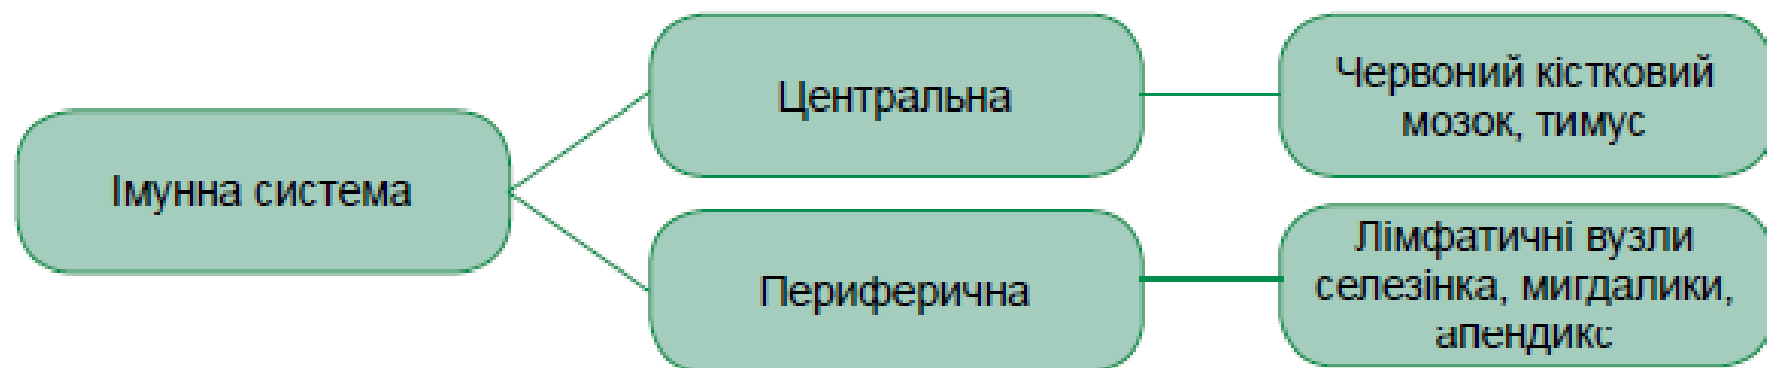 Імунна система
Центральна
Червоний кістковий
мозок, тимус
Периферична
Лімфатичні вузли
селезінка, мигдалики,
апендикс